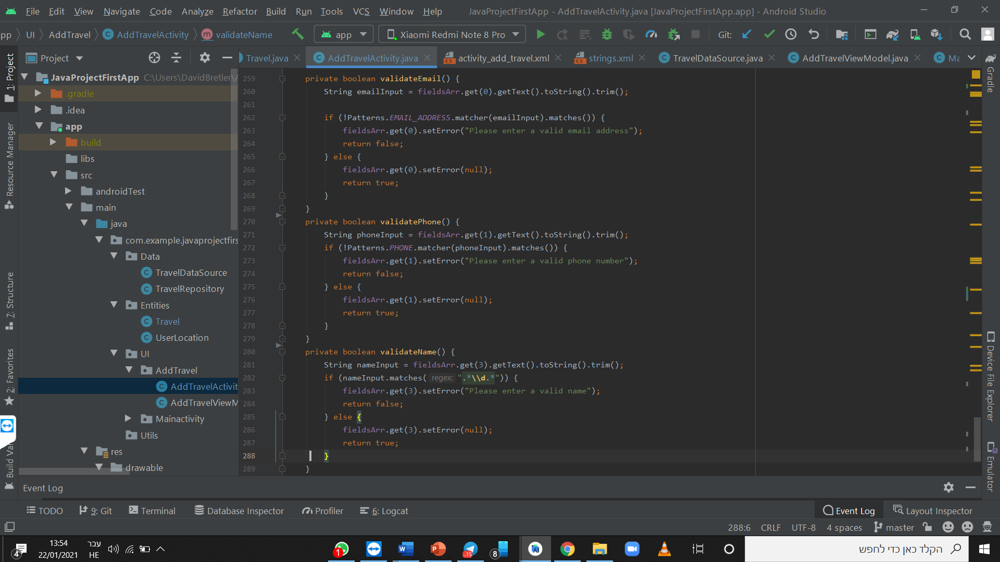 File Edit View Navigate Code Analyze Refactor Build Run Tools VCS Window Help JavaProjectFirstApp - AddTravelActivity.java [JavaProjectFirstApp.app] - Android Studio
pp UI AddTravel AddTravelActivity validateName app Xiaomi Redmi Note 8 Pro Git:
Project Travel.java AddTravelActivity.java activity_add_travel.xml strings.xml TravelDataSource.java AddTravelViewModel.java Ma
1: Project
Resource Manager
7: Structure
2: Favorites
Build Var
JavaProjectFirstApp C:\Users\DavidBretler\A
.gradle
.idea
app
build
libs
src
androidTest
main
java
com.example.javaprojectfirs
Data
TravelDataSource
TravelRepository
Entities
Travel
UserLocation
UI
AddTravel
AddTravelActivit
AddTravelViewM
Mainactivity
Utils
res
drawable
259 private boolean validateEmail() {
260 String emailInput = fieldsArr.get(0).getText().toString().trim();
261
262 if (!Patterns.EMAIL_ADDRESS.matcher(emailInput).matches()) {
263 fieldsArr.get(0).setError("Please enter a valid email address");
264 return false;
265 } else {
266 fieldsArr.get(0).setError(null);
267 return true;
268 }
269 }
270 private boolean validatePhone() {
271 String phoneInput = fieldsArr.get(1).getText().toString().trim();
272 if (!Patterns.PHONE.matcher(phoneInput).matches()) {
273 fieldsArr.get(1).setError("Please enter a valid phone number");
274 return false;
275 } else {
276 fieldsArr.get(1).setError(null);
277 return true;
278 }
279 }
280 private boolean validateName() {
281 String nameInput = fieldsArr.get(3).getText().toString().trim();
282 if (nameInput.matches( regex: ".*\\d.*")) {
283 fieldsArr.get(3).setError("Please enter a valid name");
284 return false;
285 } else {
286 fieldsArr.get(3).setError(null);
287 return true;
288 }
289 }
Gradle
Device File Explorer
Emulator
Event Log
TODO 9: Git Terminal Database Inspector Profiler 6: Logcat Event Log Layout Inspector
288:6 CRLF UTF-8 4 spaces master
4 13:54 עבר
22/01/2021 HE
1 15.. 8
הקלד כאן כדי לחפש